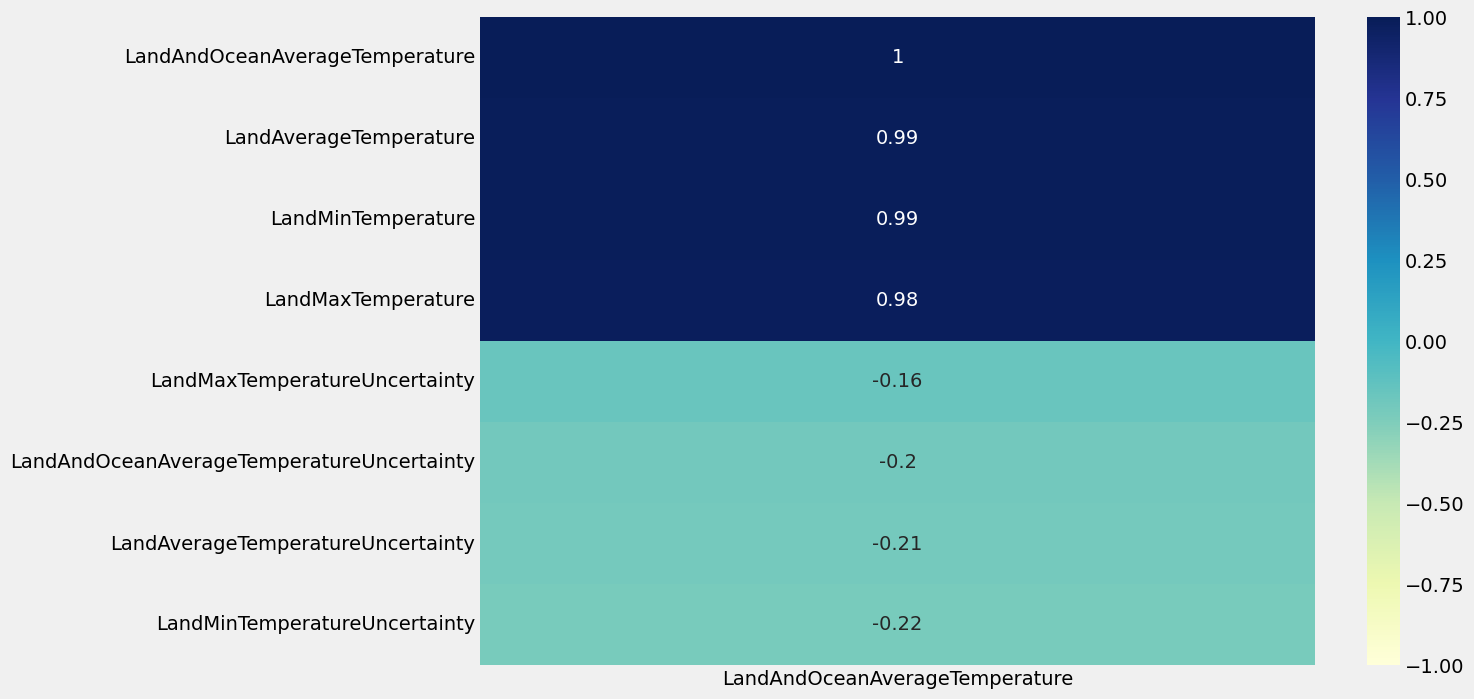 LandAndOceanAverageTemperature 1
LandAverageTemperature 0.99
LandMinTemperature 0.99
LandMaxTemperature 0.98
LandMaxTemperatureUncertainty -0.16
LandAndOceanAverageTemperatureUncertainty -0.2
LandAverageTemperatureUncertainty -0.21
LandMinTemperatureUncertainty -0.22
LandAndOceanAverageTemperature
1.00
0.75
0.50
0.25
0.00
−0.25
−0.50
−0.75
−1.00